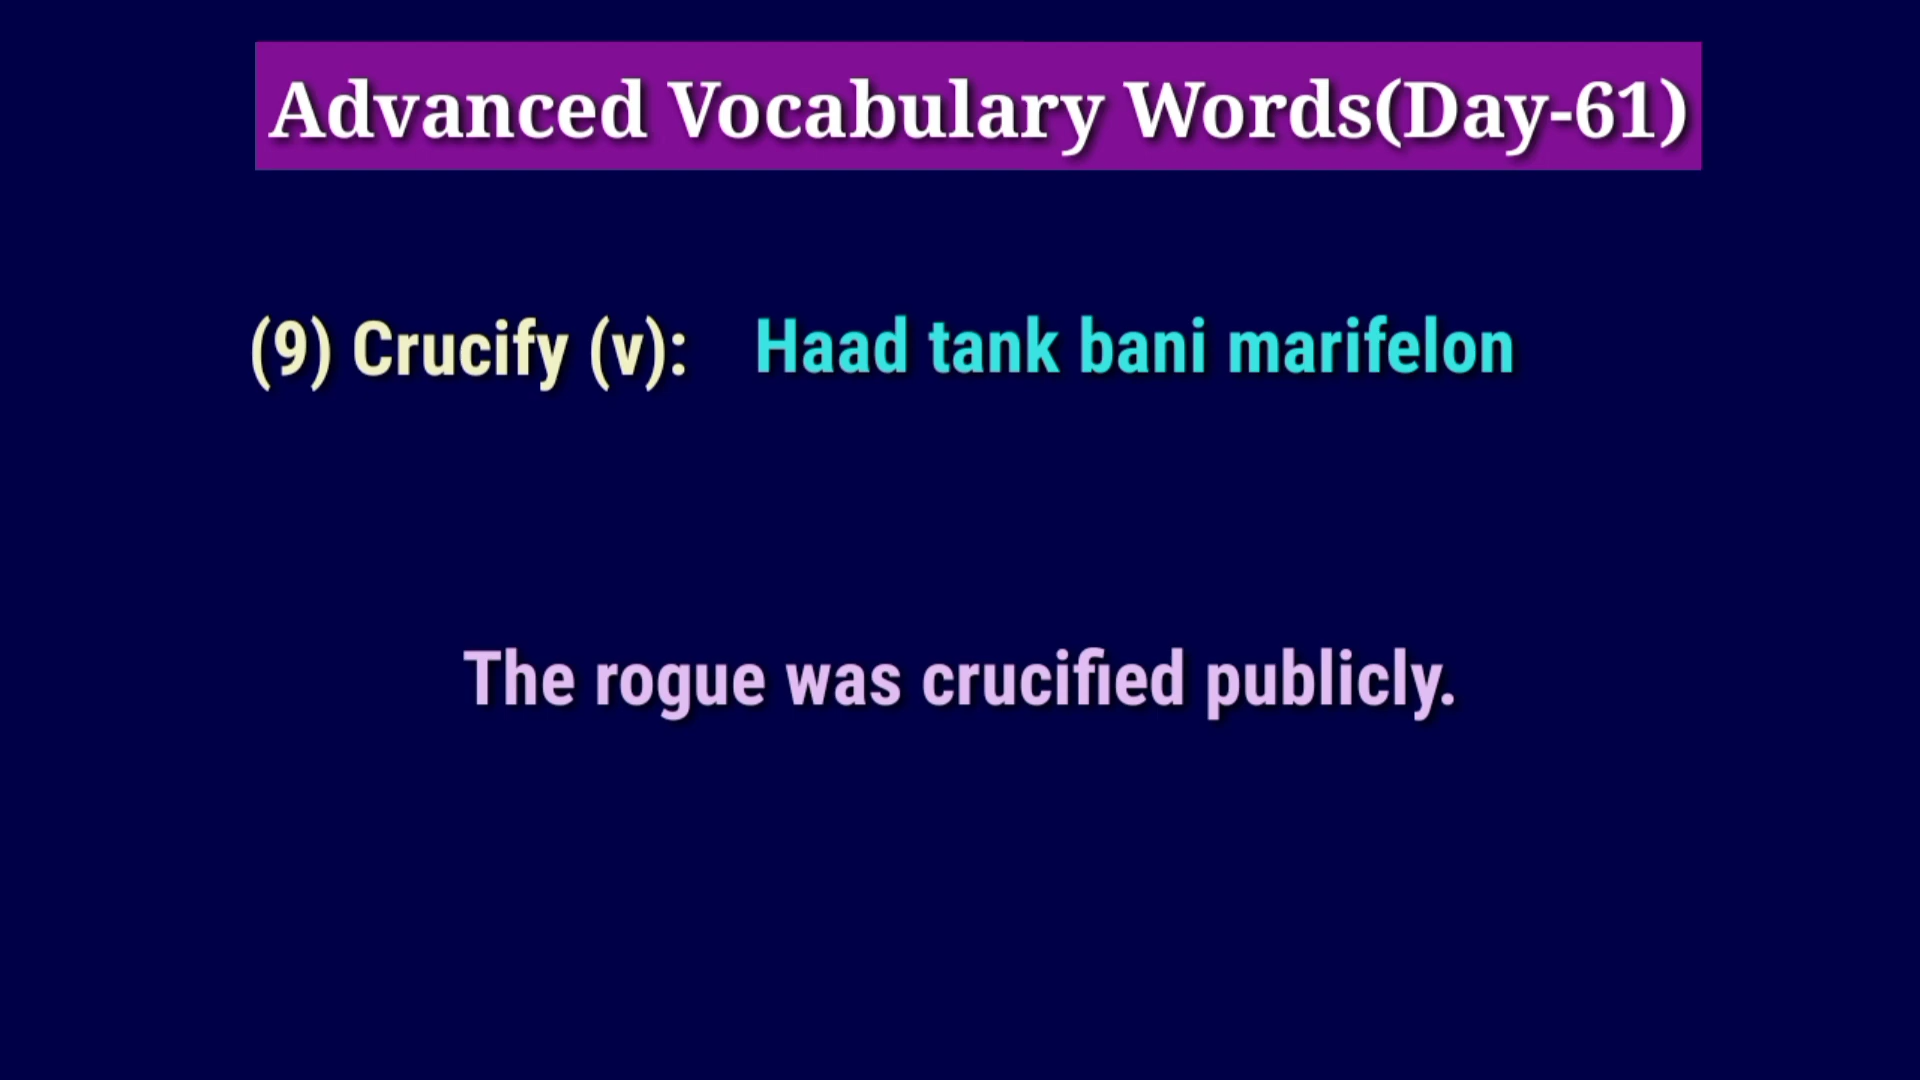 Advanced Vocabulary Words(Day-61)
(9) Crucify (v): Haad tank bani marifelon
The rogue was crucified publicly.